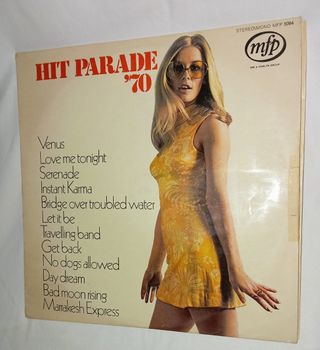 STEREO/MONO MFP 5064
mfp
HIT PARADE
'70
Venus
Love me tonight
Serenade
Instant Karma
Bridge over troubled water
Let it be
Travelling band
Get back
No dogs allowed
Day dream
Bad moon rising
Marrakesh Express